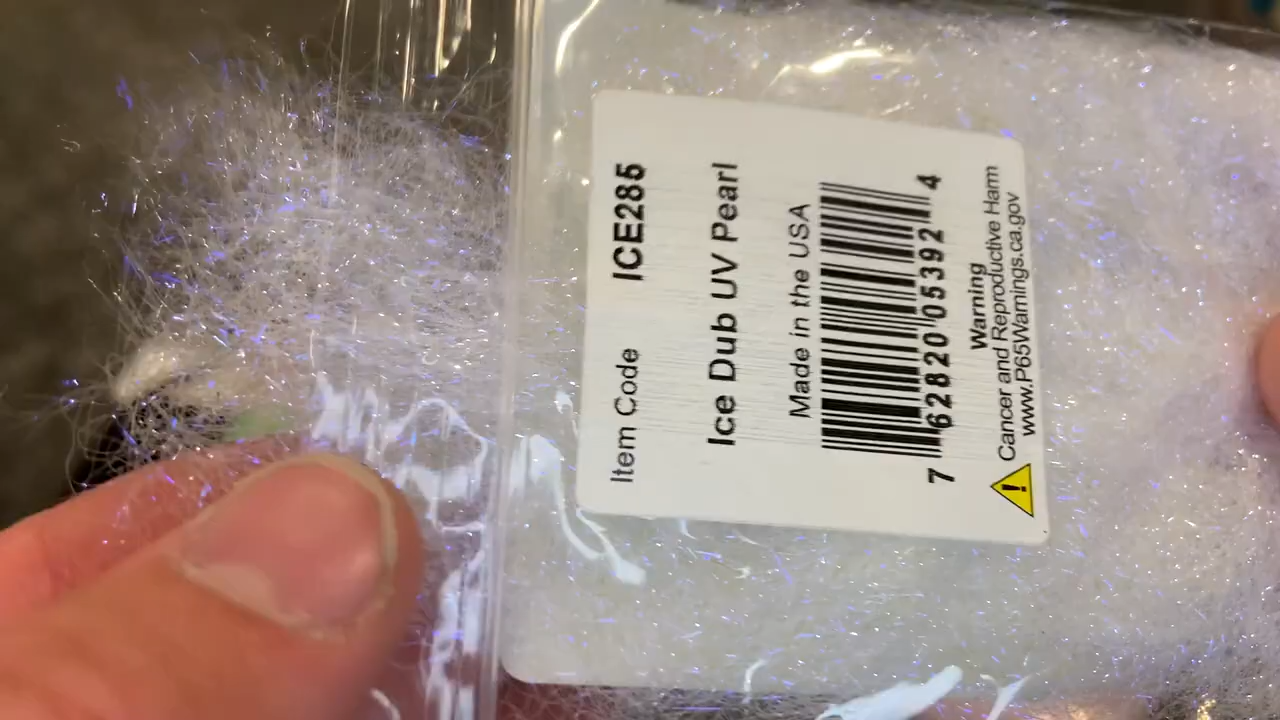 Item Code ICE285
Ice Dub UV Pearl
Made in the USA
7 62820 05392 4
Warning
Cancer and Reproductive Harm
www.P65Warnings.ca.gov